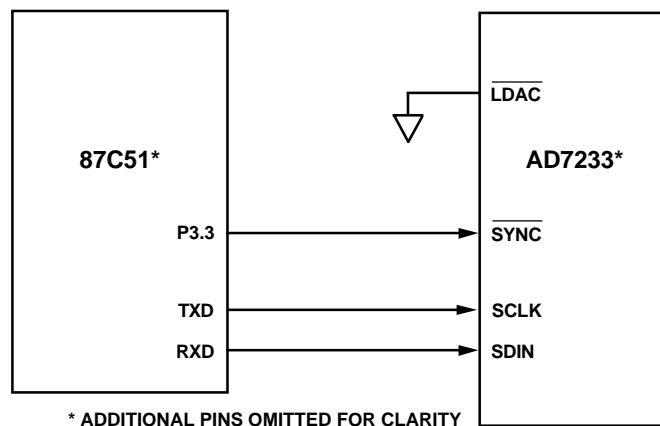 LDAC
87C51*
AD7233*
P3.3
SYNC
TXD
SCLK
RXD
SDIN
* ADDITIONAL PINS OMITTED FOR CLARITY